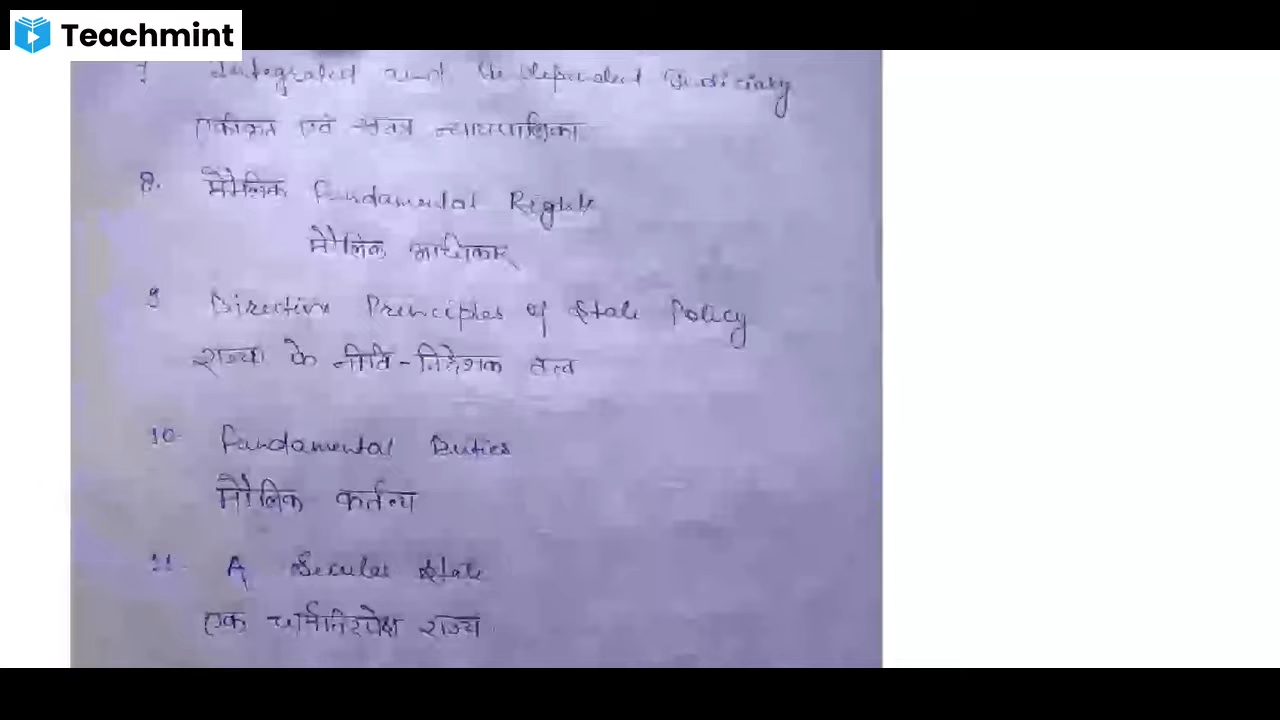 Teachmint
7 Integrated and Independent Judiciary
एकीकृत एवं स्वतंत्र न्यायपालिका
8. मौलिक Fundamental Rights
मौलिक अधिकार
9 Directive Principles of State Policy
राज्य के नीति-निर्देशक तत्व
10. Fundamental Duties
मौलिक कर्तव्य
11. A Secular State
एक धर्मनिरपेक्ष राज्य